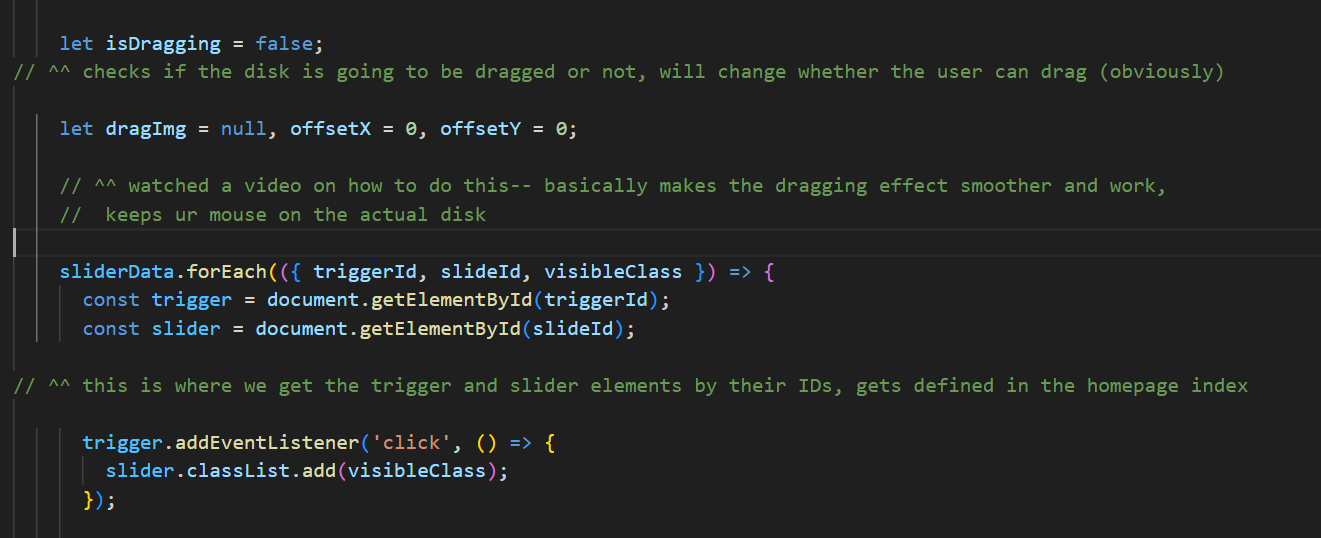 let isDragging = false;
// ^^ checks if the disk is going to be dragged or not, will change whether the user can drag (obviously)
let dragImg = null, offsetX = 0, offsetY = 0;
// ^^ watched a video on how to do this-- basically makes the dragging effect smoother and work,
//  keeps ur mouse on the actual disk
sliderData.forEach(({ triggerId, slideId, visibleClass }) => {
const trigger = document.getElementById(triggerId);
const slider = document.getElementById(slideId);
// ^^ this is where we get the trigger and slider elements by their IDs, gets defined in the homepage index
trigger.addEventListener('click', () => {
slider.classList.add(visibleClass);
});